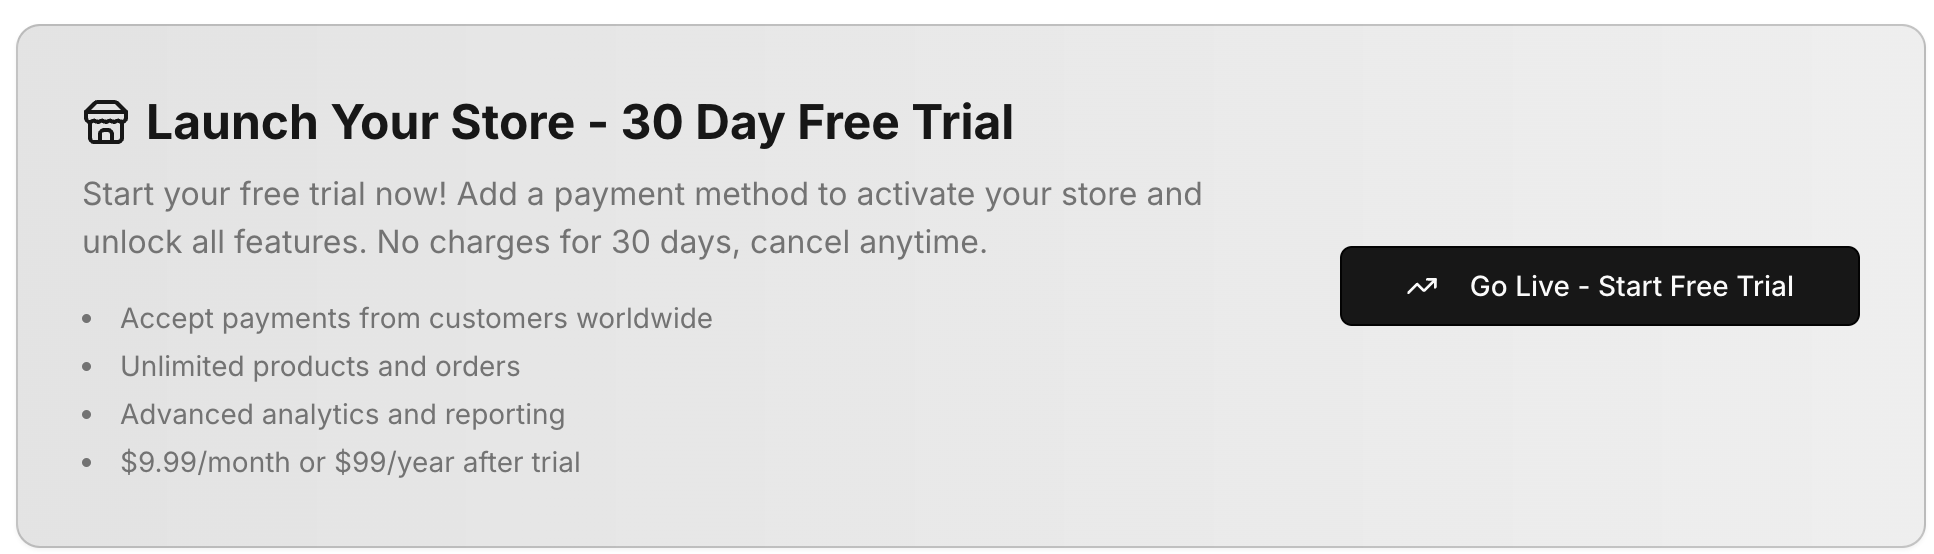 Launch Your Store - 30 Day Free Trial
Start your free trial now! Add a payment method to activate your store and
unlock all features. No charges for 30 days, cancel anytime.
• Accept payments from customers worldwide
• Unlimited products and orders
• Advanced analytics and reporting
• $9.99/month or $99/year after trial
Go Live - Start Free Trial